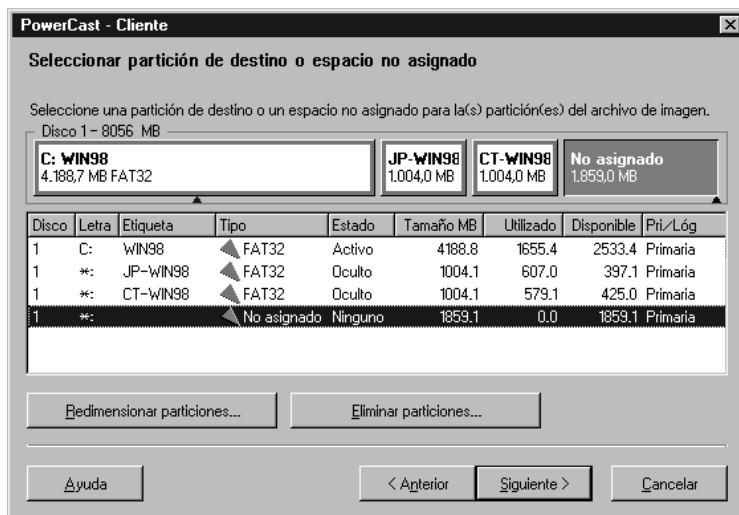 PowerCast - Cliente
Seleccionar partición de destino o espacio no asignado
Seleccione una partición de destino o un espacio no asignado para la(s) partición(es) del archivo de imagen.
Disco 1 - 8056 MB
C: WIN98 JP-WIN98 CT-WIN98 No asignado
4.188,7 MB FAT32 1.004,0 MB 1.004,0 MB 1.859,0 MB
Disco Letra Etiqueta Tipo Estado Tamaño MB Utilizado Disponible Pri/Lóg
1 C: WIN98 FAT32 Activo 4188.8 1655.4 2533.4 Primaria
1 *: JP-WIN98 FAT32 Oculto 1004.1 607.0 397.1 Primaria
1 *: CT-WIN98 FAT32 Oculto 1004.1 579.1 425.0 Primaria
1 *: No asignado Ninguno 1859.1 0.0 1859.1 Primaria
Redimensionar particiones... Eliminar particiones...
Ayuda < Anterior Siguiente > Cancelar